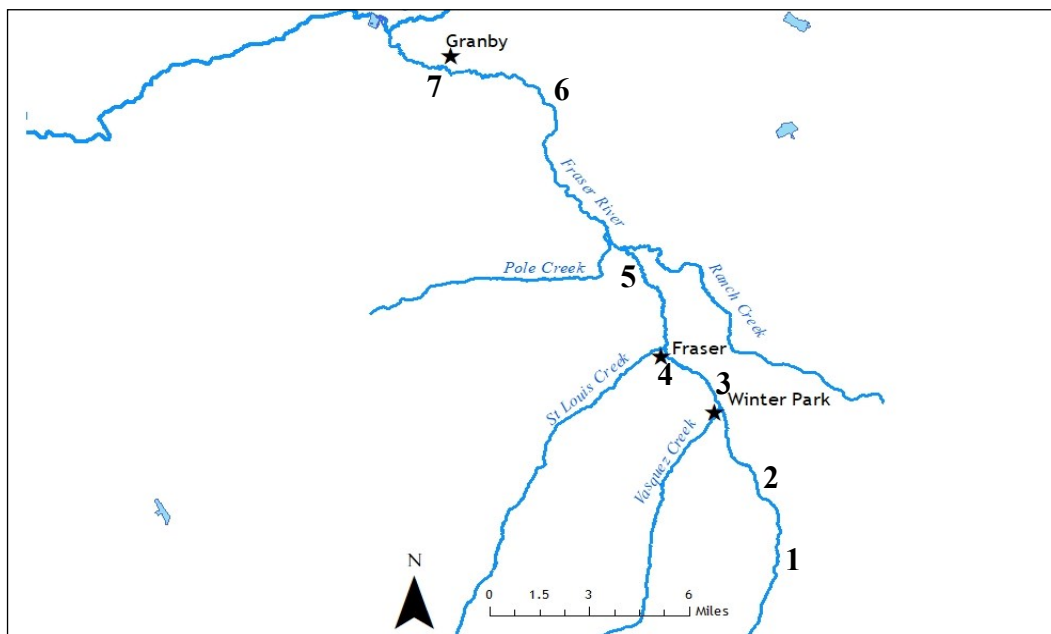 Granby
7
6
Fraser River
Pole Creek
5
Ranch Creek
Fraser
4
St Louis Creek
3
Winter Park
Vasquez Creek
2
1
N
0 1.5 3 6
Miles